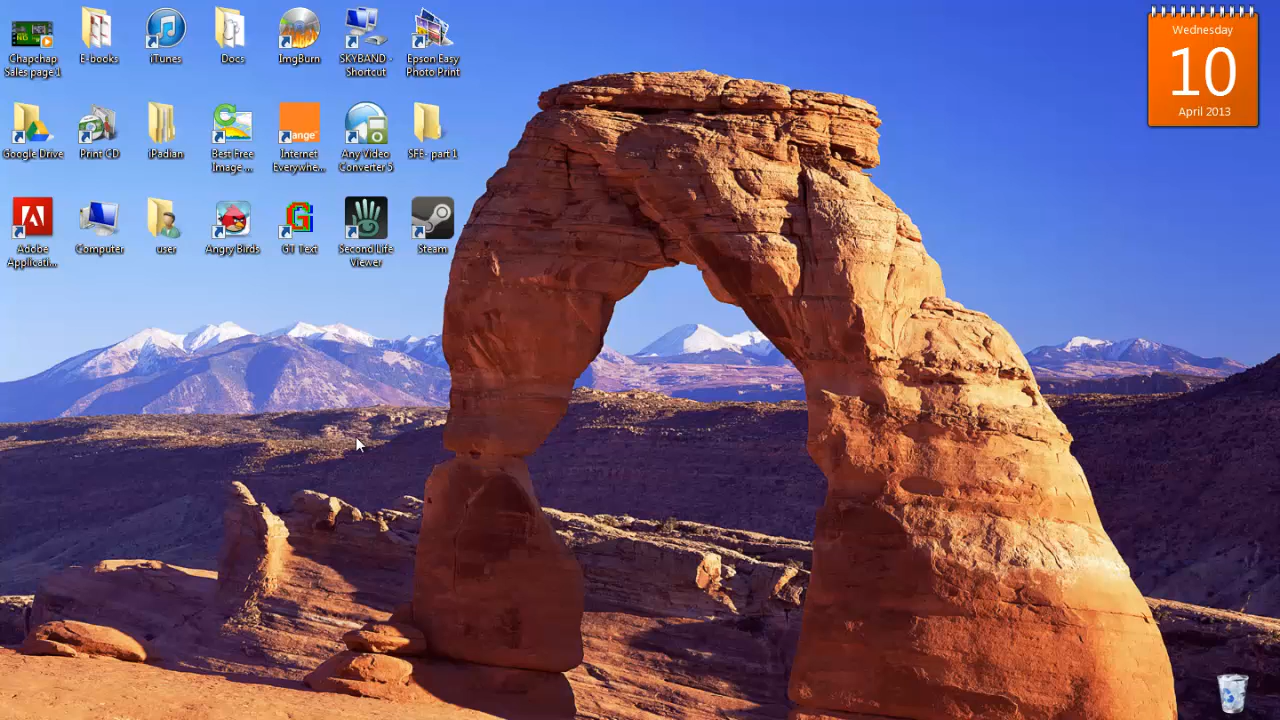 Chapchap
Sales page 1
E-books
iTunes
Docs
ImgBurn
SKYBAND -
Shortcut
Epson Easy
Photo Print
Google Drive
Print CD
iPadian
Best Free
Image ...
ange™
Internet
Everywhe...
Any Video
Converter 5
SFE- part 1
Adobe
Applicati...
Computer
user
Angry Birds
GT Text
Second Life
Viewer
Steam
Wednesday
10
April 2013